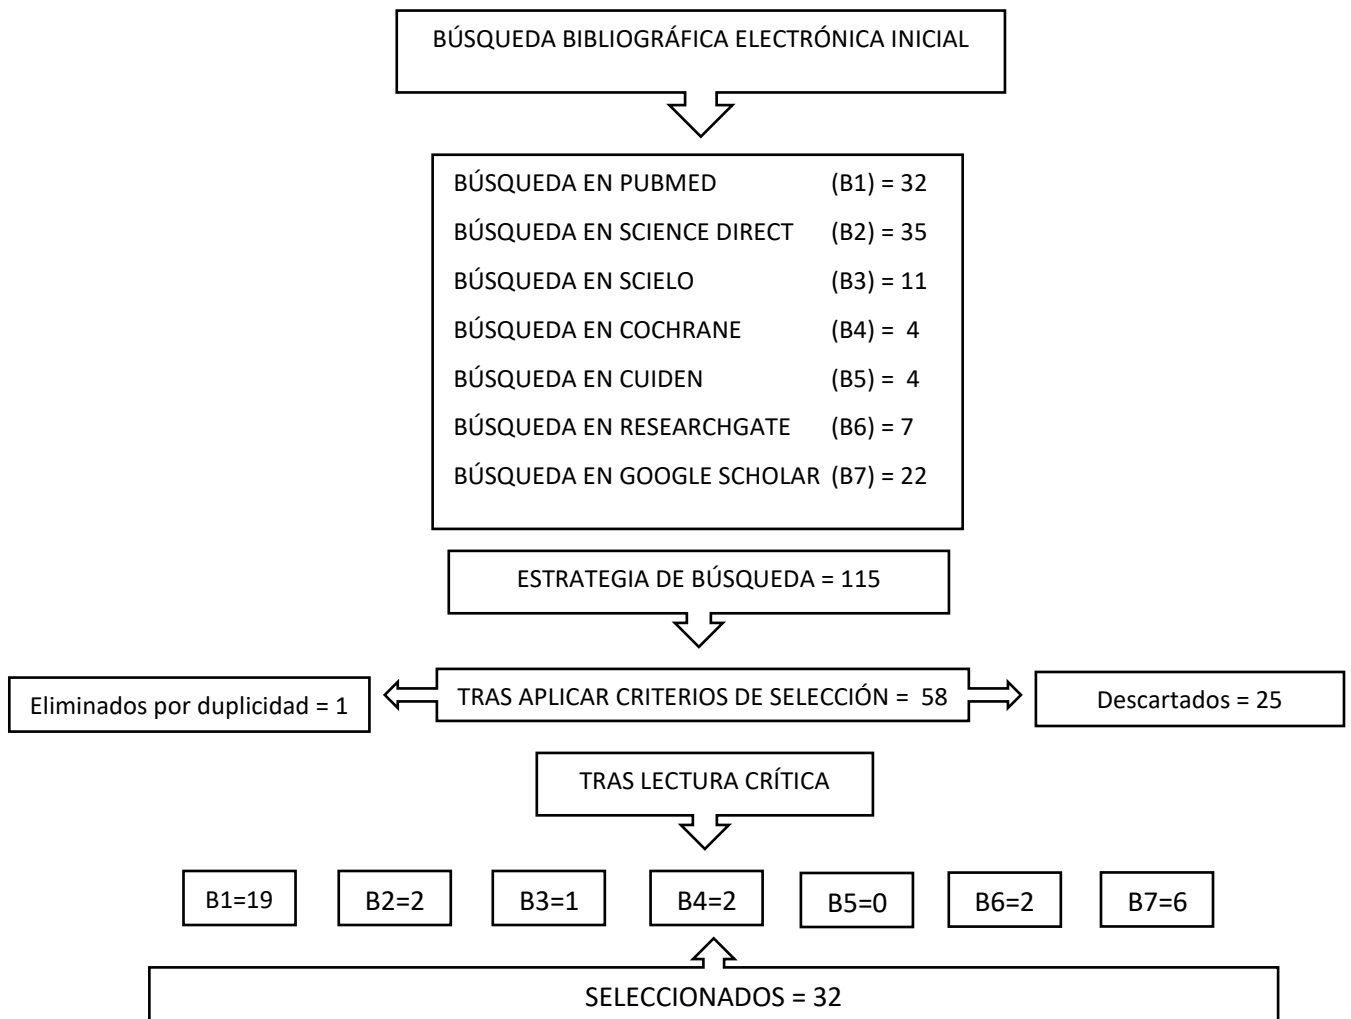 BÚSQUEDA BIBLIOGRÁFICA ELECTRÓNICA INICIAL
BÚSQUEDA EN PUBMED (B1) = 32
BÚSQUEDA EN SCIENCE DIRECT (B2) = 35
BÚSQUEDA EN SCIELO (B3) = 11
BÚSQUEDA EN COCHRANE (B4) = 4
BÚSQUEDA EN CUIDEN (B5) = 4
BÚSQUEDA EN RESEARCHGATE (B6) = 7
BÚSQUEDA EN GOOGLE SCHOLAR (B7) = 22
ESTRATEGIA DE BÚSQUEDA = 115
Eliminados por duplicidad = 1
TRAS APLICAR CRITERIOS DE SELECCIÓN = 58
Descartados = 25
TRAS LECTURA CRÍTICA
B1=19
B2=2
B3=1
B4=2
B5=0
B6=2
B7=6
SELECCIONADOS = 32